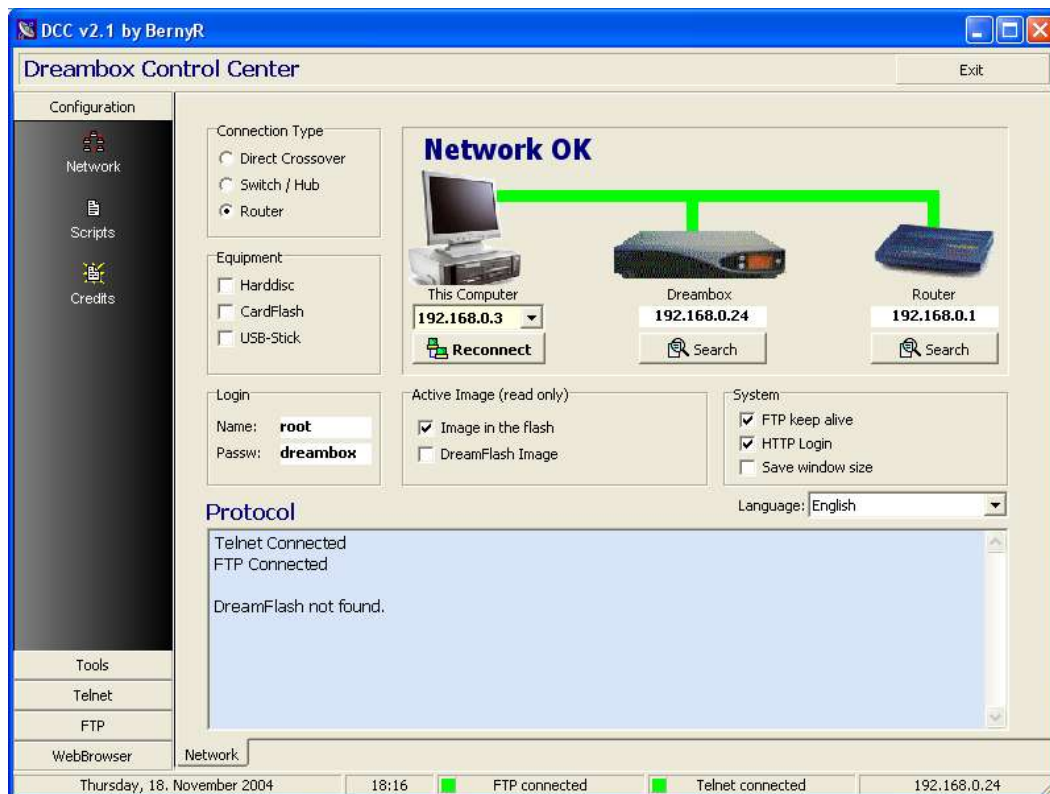 DCC v2.1 by BernyR
Dreambox Control Center
Exit
Configuration
Network
Scripts
Credits
Connection Type
Direct Crossover
Switch / Hub
Router
Equipment
Harddisc
CardFlash
USB-Stick
Network OK
This Computer
192.168.0.3
Reconnect
Dreambox
192.168.0.24
Search
Router
192.168.0.1
Search
Login
Name: root
Passw: dreambox
Active Image (read only)
Image in the flash
DreamFlash Image
System
FTP keep alive
HTTP Login
Save window size
Language: English
Protocol
Telnet Connected
FTP Connected
DreamFlash not found.
Tools
Telnet
FTP
WebBrowser
Network
Thursday, 18. November 2004 18:16 FTP connected Telnet connected 192.168.0.24